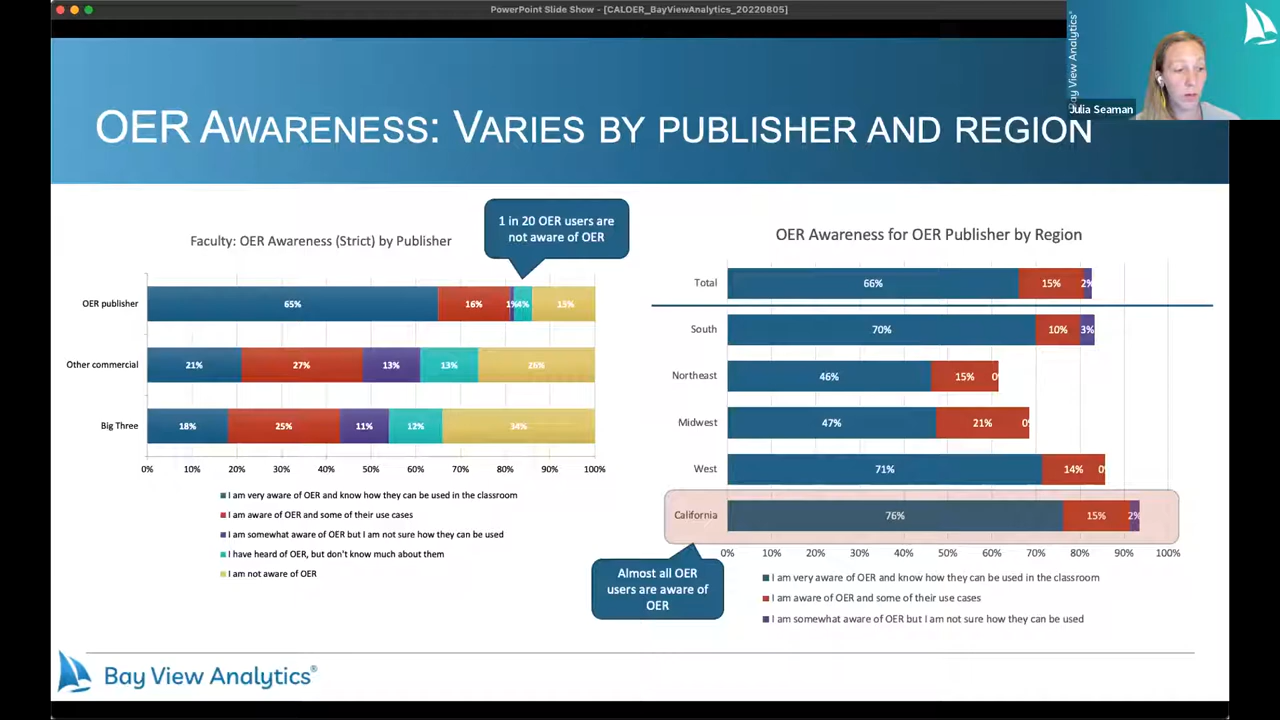 PowerPoint Slide Show - [CALDER_BayViewAnalytics_20220805]
Bay View Analytics®
Julia Seaman
OER AWARENESS: VARIES BY PUBLISHER AND REGION
1 in 20 OER users are
not aware of OER
Faculty: OER Awareness (Strict) by Publisher
OER publisher 65% 16% 1% 4% 15%
Other commercial 21% 27% 13% 13% 26%
Big Three 18% 25% 11% 12% 34%
0% 10% 20% 30% 40% 50% 60% 70% 80% 90% 100%
I am very aware of OER and know how they can be used in the classroom
I am aware of OER and some of their use cases
I am somewhat aware of OER but I am not sure how they can be used
I have heard of OER, but don't know much about them
I am not aware of OER
OER Awareness for OER Publisher by Region
Total 66% 15% 2%
South 70% 10% 3%
Northeast 46% 15% 0%
Midwest 47% 21% 0%
West 71% 14% 0%
California 76% 15% 2%
0% 10% 20% 30% 40% 50% 60% 70% 80% 90% 100%
Almost all OER
users are aware of
OER
I am very aware of OER and know how they can be used in the classroom
I am aware of OER and some of their use cases
I am somewhat aware of OER but I am not sure how they can be used
Bay View Analytics®